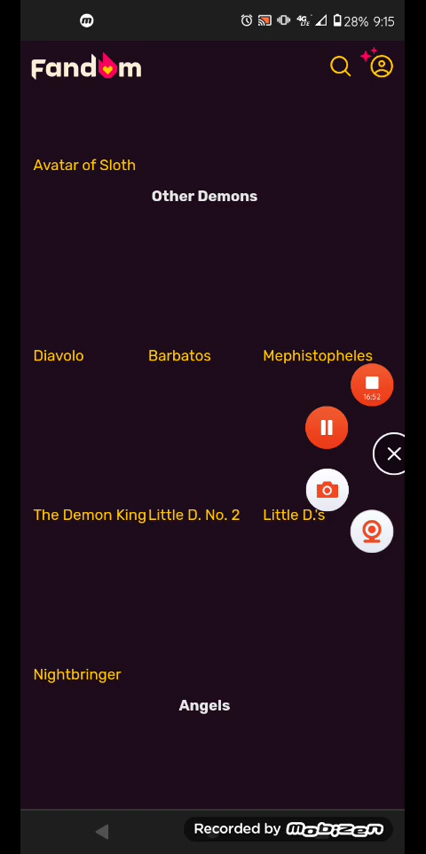 28% 9:15
Fandom
Avatar of Sloth
Other Demons
Diavolo Barbatos Mephistopheles
16:52
The Demon King Little D. No. 2 Little D.'s
Nightbringer
Angels
Recorded by mobizen